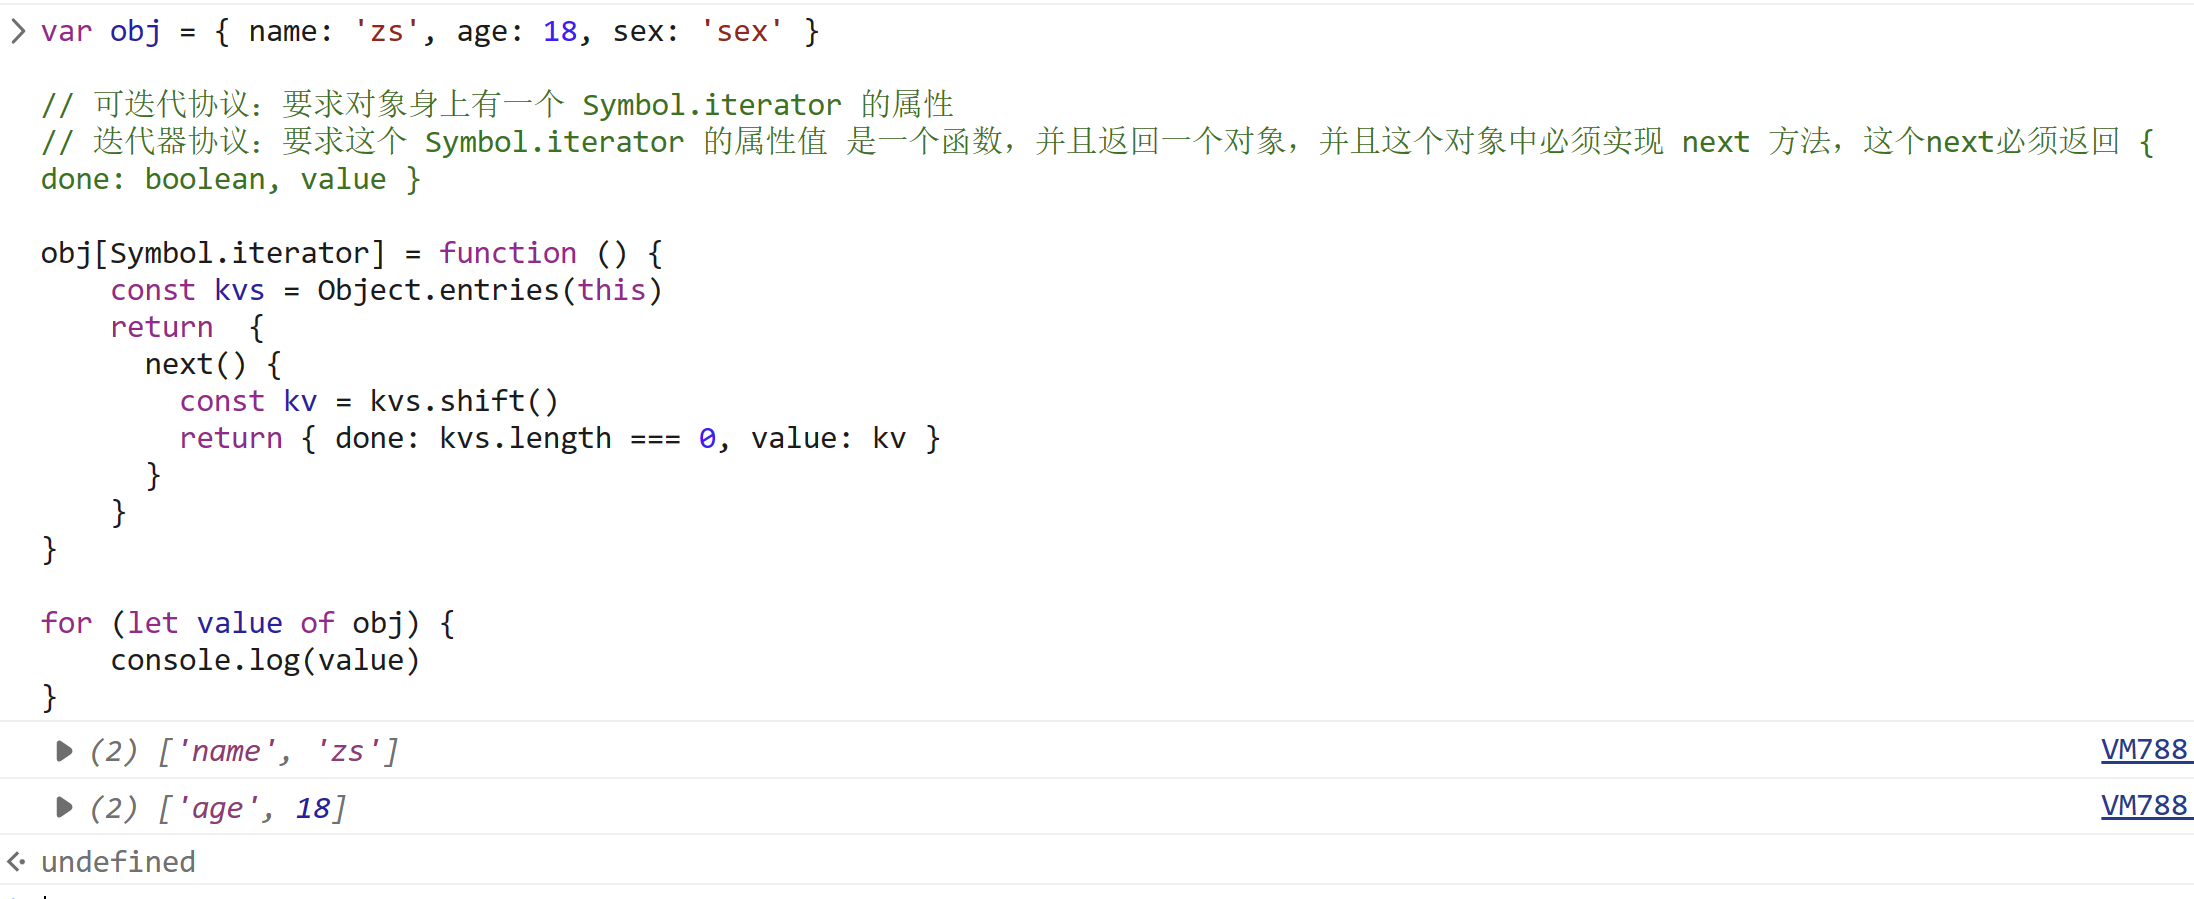 var obj = { name: 'zs', age: 18, sex: 'sex' }
// 可迭代协议：要求对象身上有一个 Symbol.iterator 的属性
// 迭代器协议：要求这个 Symbol.iterator 的属性值 是一个函数，并且返回一个对象，并且这个对象中必须实现 next 方法，这个next必须返回 {
done: boolean, value }
obj[Symbol.iterator] = function () {
    const kvs = Object.entries(this)
    return  {
      next() {
        const kv = kvs.shift()
        return { done: kvs.length === 0, value: kv }
      }
    }
}
for (let value of obj) {
    console.log(value)
}
(2) ['name', 'zs'] VM788
(2) ['age', 18] VM788
undefined